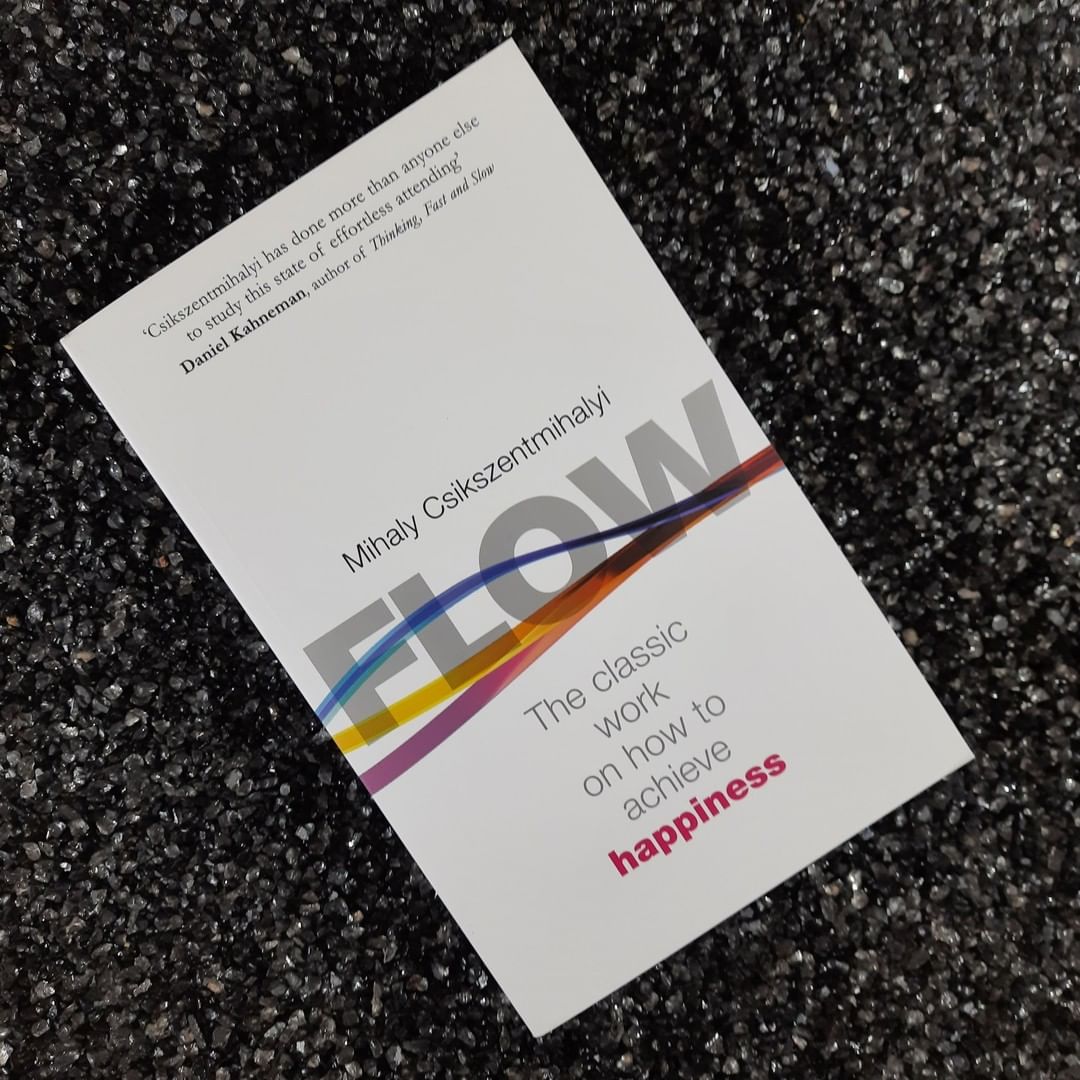 ‘Csikszentmihalyi has done more than anyone else
to study this state of effortless attending’
Daniel Kahneman, author of Thinking, Fast and Slow
Mihaly Csikszentmihalyi
FLOW
The classic
work
on how to
achieve
happiness